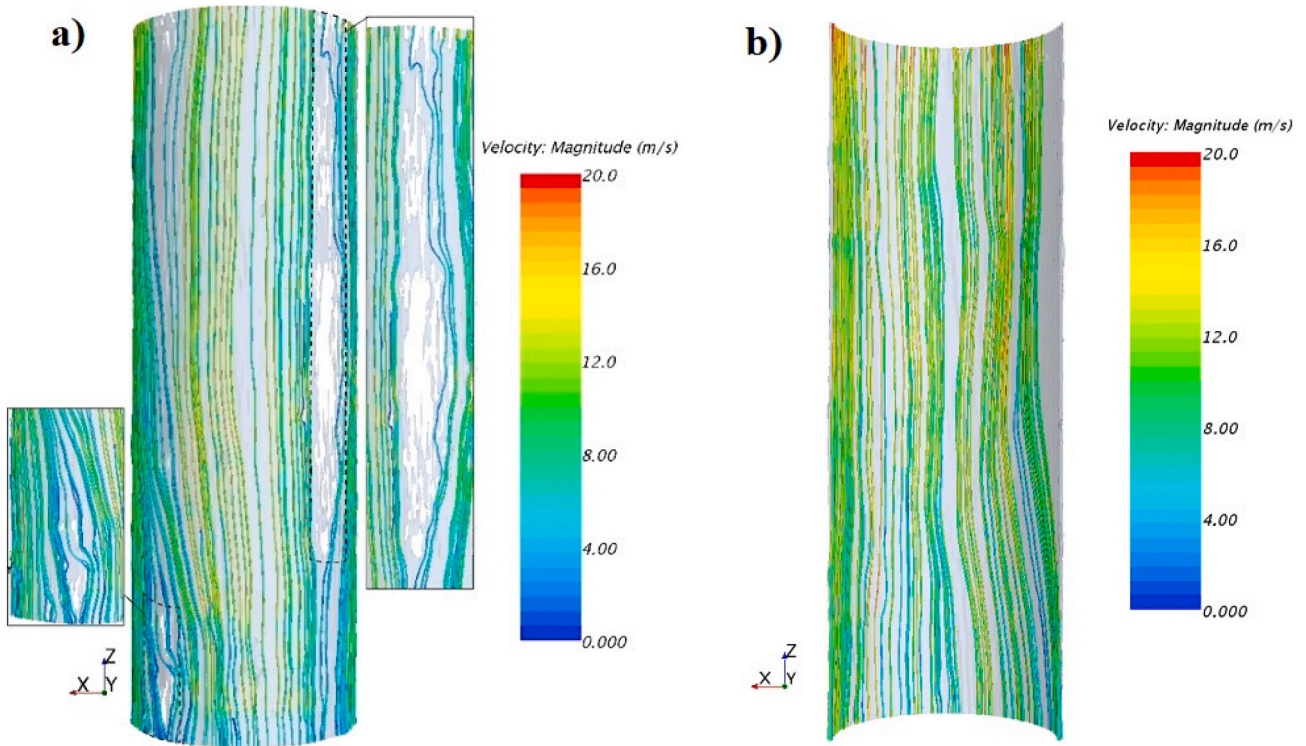 a)
Velocity: Magnitude (m/s)
20.0
16.0
12.0
8.00
4.00
0.000
Z
X
Y
b)
Velocity: Magnitude (m/s)
20.0
16.0
12.0
8.00
4.00
0.000
Z
X
Y